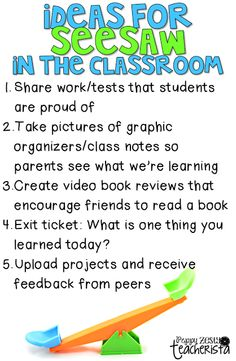 iDEAS FOR
SEESAW
iN THE CLASSROOM
1. Share work/tests that students
are proud of
2. Take pictures of graphic
organizers/class notes so
parents see what we're learning
3. Create video book reviews that
encourage friends to read a book
4. Exit ticket: What is one thing you
learned today?
5. Upload projects and receive
feedback from peers
Peppy Zesty
Teacherista